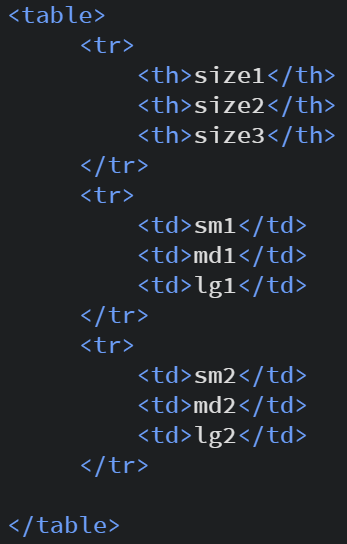 <table>
<tr>
<th>size1</th>
<th>size2</th>
<th>size3</th>
</tr>
<tr>
<td>sm1</td>
<td>md1</td>
<td>lg1</td>
</tr>
<tr>
<td>sm2</td>
<td>md2</td>
<td>lg2</td>
</tr>
</table>